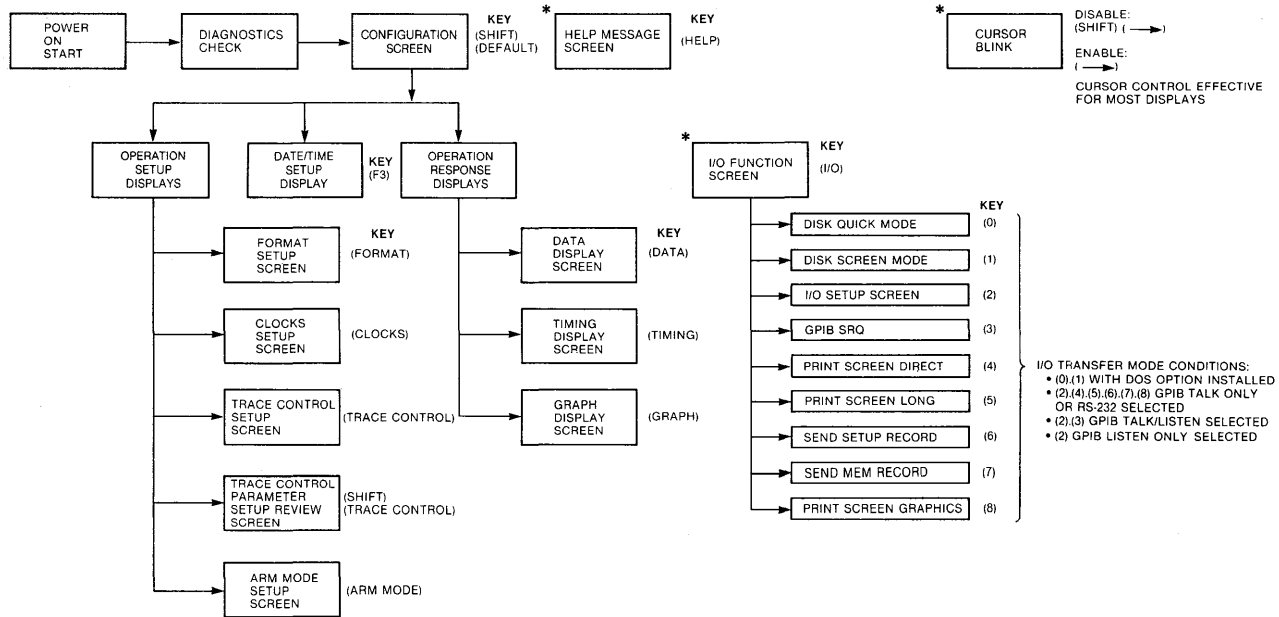 POWER
ON
START
DIAGNOSTICS
CHECK
CONFIGURATION
SCREEN
KEY
(SHIFT)
(DEFAULT)
*
HELP MESSAGE
SCREEN
KEY
(HELP)
*
CURSOR
BLINK
DISABLE:
(SHIFT) ( → )
ENABLE:
( → )
CURSOR CONTROL EFFECTIVE
FOR MOST DISPLAYS
OPERATION
SETUP
DISPLAYS
DATE/TIME
SETUP
DISPLAY
KEY
(F3)
OPERATION
RESPONSE
DISPLAYS
FORMAT
SETUP
SCREEN
KEY
(FORMAT)
CLOCKS
SETUP
SCREEN
(CLOCKS)
TRACE CONTROL
SETUP
SCREEN
(TRACE CONTROL)
TRACE CONTROL
PARAMETER
SETUP REVIEW
SCREEN
(SHIFT)
(TRACE CONTROL)
ARM MODE
SETUP
SCREEN
(ARM MODE)
DATA
DISPLAY
SCREEN
KEY
(DATA)
TIMING
DISPLAY
SCREEN
(TIMING)
GRAPH
DISPLAY
SCREEN
(GRAPH)
*
I/O FUNCTION
SCREEN
KEY
(I/O)
KEY
DISK QUICK MODE (0)
DISK SCREEN MODE (1)
I/O SETUP SCREEN (2)
GPIB SRQ (3)
PRINT SCREEN DIRECT (4)
PRINT SCREEN LONG (5)
SEND SETUP RECORD (6)
SEND MEM RECORD (7)
PRINT SCREEN GRAPHICS (8)
I/O TRANSFER MODE CONDITIONS:
• (0).(1) WITH DOS OPTION INSTALLED
• (2).(4).(5).(6).(7).(8) GPIB TALK ONLY
OR RS-232 SELECTED
• (2).(3) GPIB TALK/LISTEN SELECTED
• (2) GPIB LISTEN ONLY SELECTED